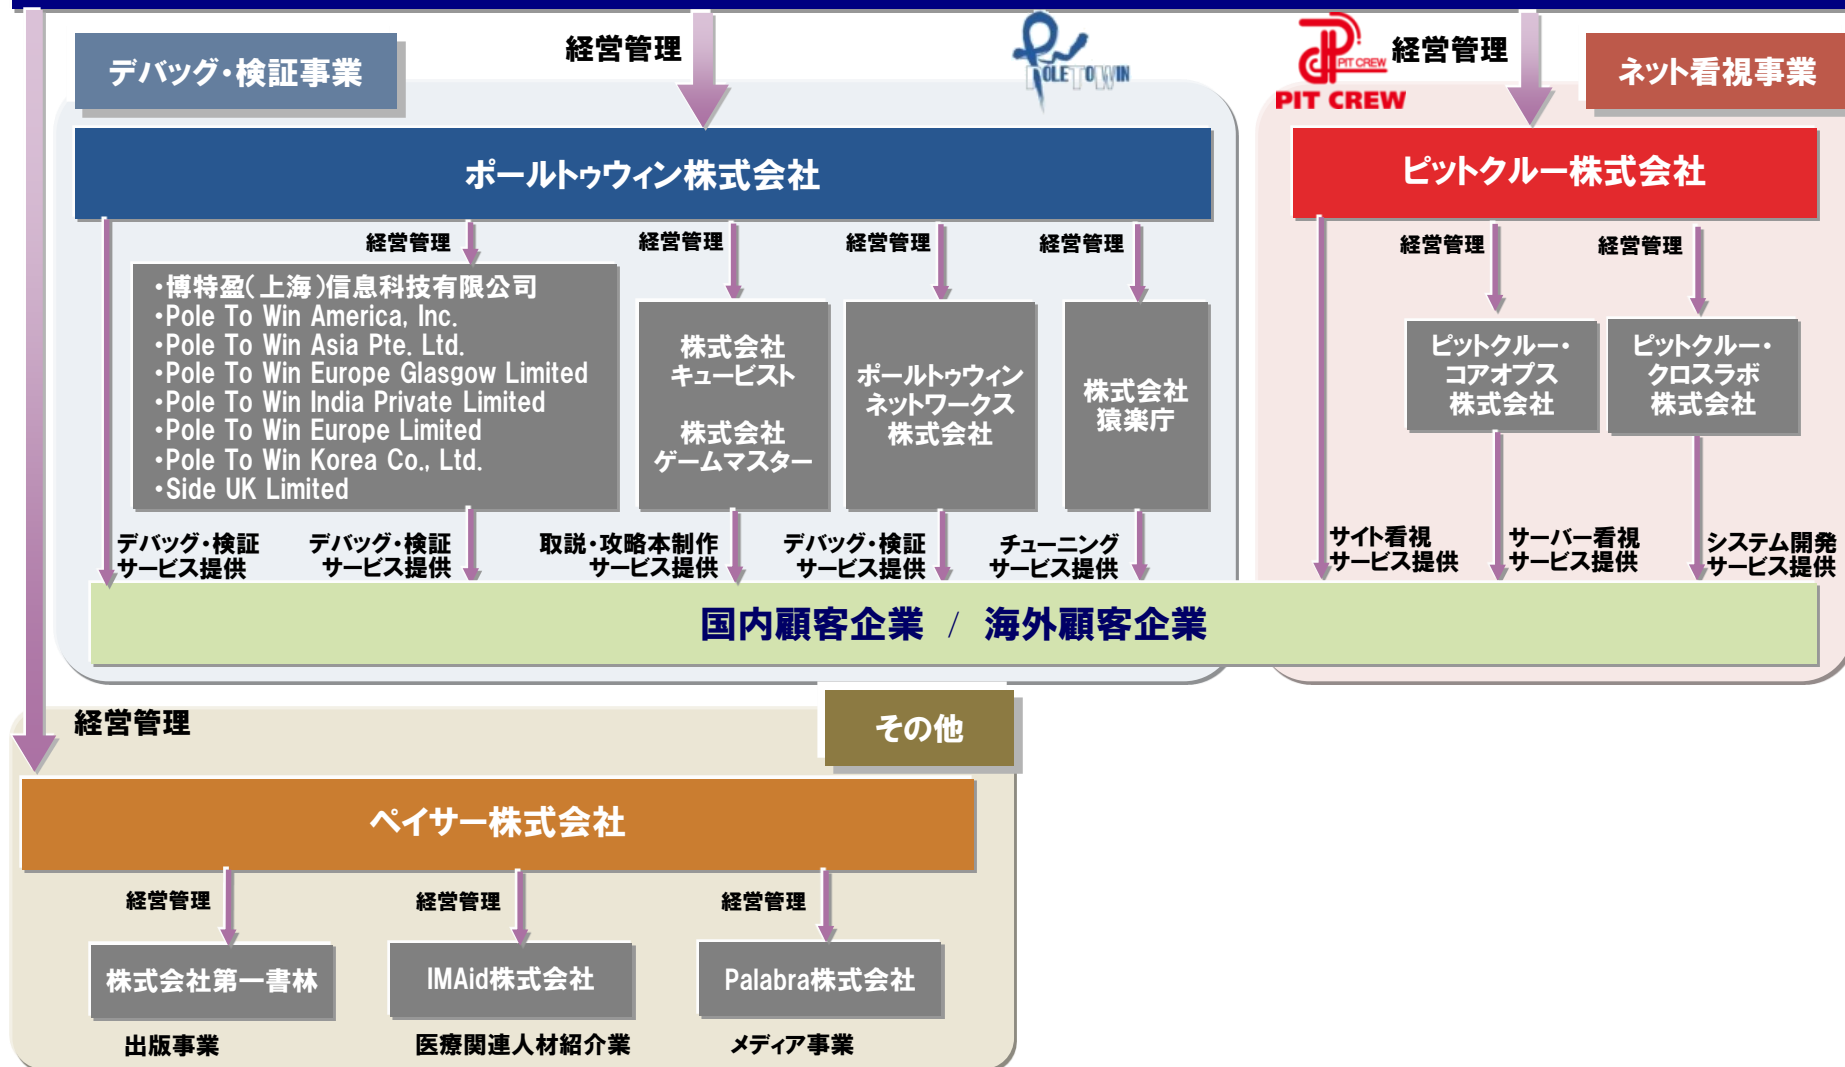 デバッグ・検証事業
経営管理
POLE TO WIN
PIT CREW
PIT CREW
経営管理
ネット看視事業
ポールトゥウィン株式会社
ピットクルー株式会社
経営管理
経営管理
経営管理
経営管理
経営管理
経営管理
・博特盈(上海)信息科技有限公司
・Pole To Win America, Inc.
・Pole To Win Asia Pte. Ltd.
・Pole To Win Europe Glasgow Limited
・Pole To Win India Private Limited
・Pole To Win Europe Limited
・Pole To Win Korea Co., Ltd.
・Side UK Limited
株式会社
キュービスト
株式会社
ゲームマスター
ポールトゥウィン
ネットワークス
株式会社
株式会社
猿楽庁
ピットクルー・
コアオプス
株式会社
ピットクルー・
クロスラボ
株式会社
デバッグ・検証
サービス提供
デバッグ・検証
サービス提供
取説・攻略本制作
サービス提供
デバッグ・検証
サービス提供
チューニング
サービス提供
サイト看視
サービス提供
サーバー看視
サービス提供
システム開発
サービス提供
国内顧客企業 / 海外顧客企業
経営管理
その他
ペイサー株式会社
経営管理
経営管理
経営管理
株式会社第一書林
IMAid株式会社
Palabra株式会社
出版事業
医療関連人材紹介業
メディア事業